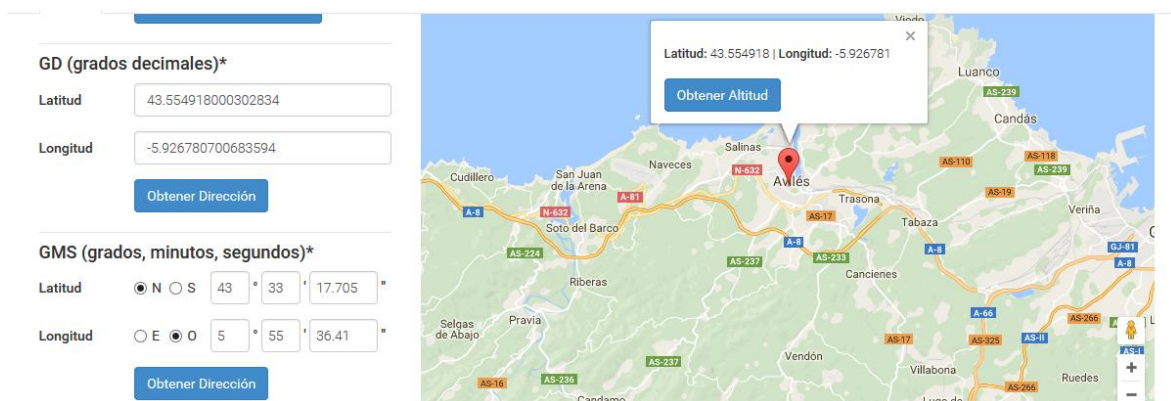 GD (grados decimales)*
Latitud
43.554918000302834
Longitud
-5.926780700683594
Obtener Dirección
GMS (grados, minutos, segundos)*
Latitud
N
S
43
°
33
'
17.705
"
Longitud
E
O
5
°
55
'
36.41
"
Obtener Dirección
×
Latitud: 43.554918 | Longitud: -5.926781
Obtener Altitud
Luanco
AS-239
Candás
Salinas
N-632
Avilés
AS-110
AS-118
AS-239
Cudillero
San Juan
de la Arena
Naveces
A-81
Trasona
AS-19
A-8
N-632
AS-17
Tabaza
Veriña
Soto del Barco
A-8
A-8
GJ-81
AS-224
AS-237
AS-233
A-8
Riberas
Cancienes
A-66
AS-266
Selgas
de Abajo
Pravia
AS-17
AS-325
AS-II
Vendón
AS-237
Villabona
AS-16
AS-236
Ruedes
AS-266
Candamo
+
−